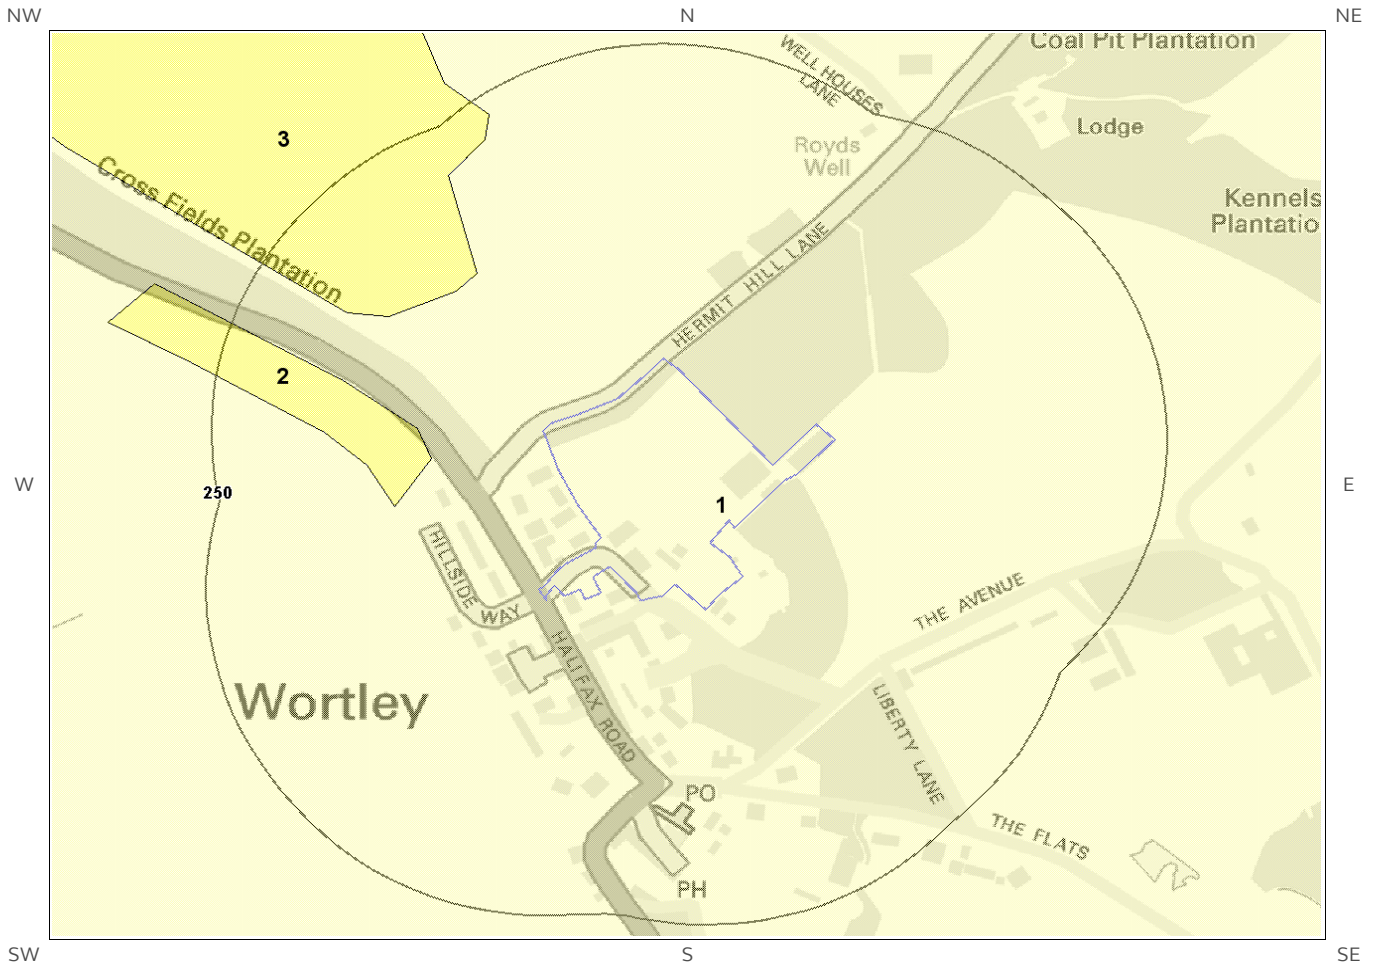 NW
N
NE
Coal Pit Plantation
WELL HOUSES
LANE
3
Lodge
Royds
Well
Cross Fields Plantation
Kennels
Plantatio
HERMIT HILL LANE
2
W
250
1
E
HILLSIDE WAY
THE AVENUE
HALIFAX ROAD
Wortley
LIBERTY LANE
PO
THE FLATS
PH
SW
S
SE